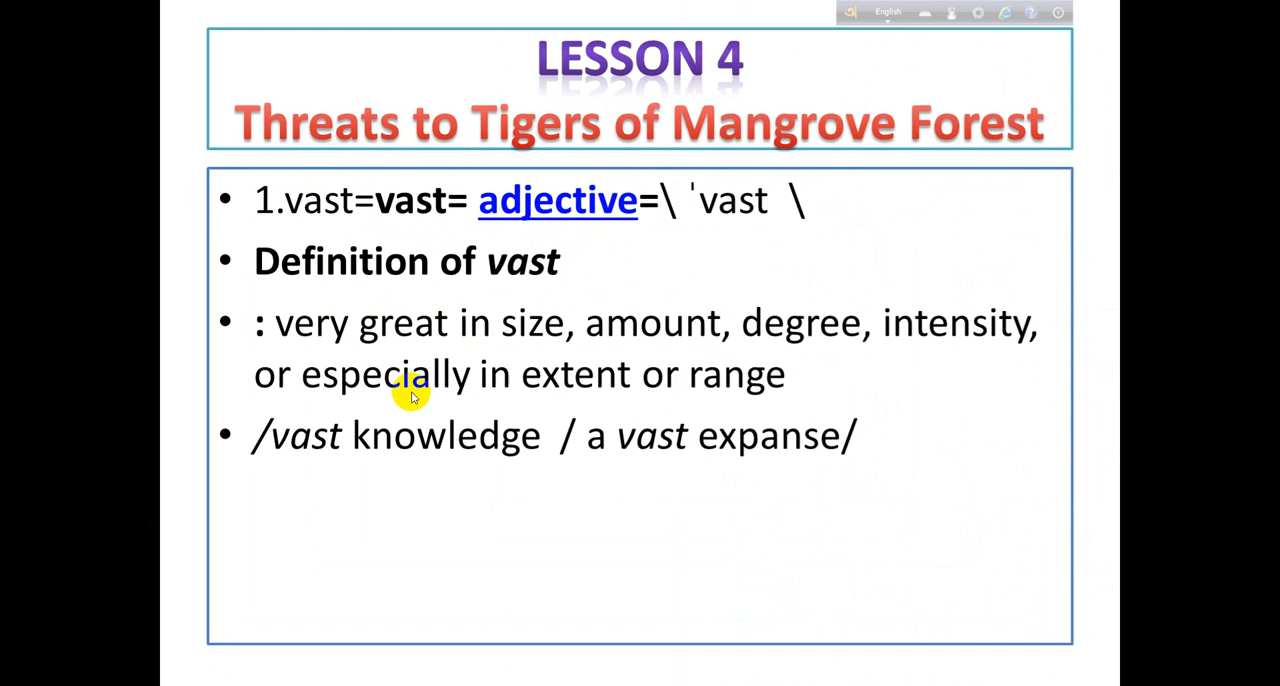 অ English
LESSON 4
Threats to Tigers of Mangrove Forest
• 1.vast=vast= adjective=\ ˈvast \
• Definition of vast
• : very great in size, amount, degree, intensity,
or especially in extent or range
• /vast knowledge / a vast expanse/